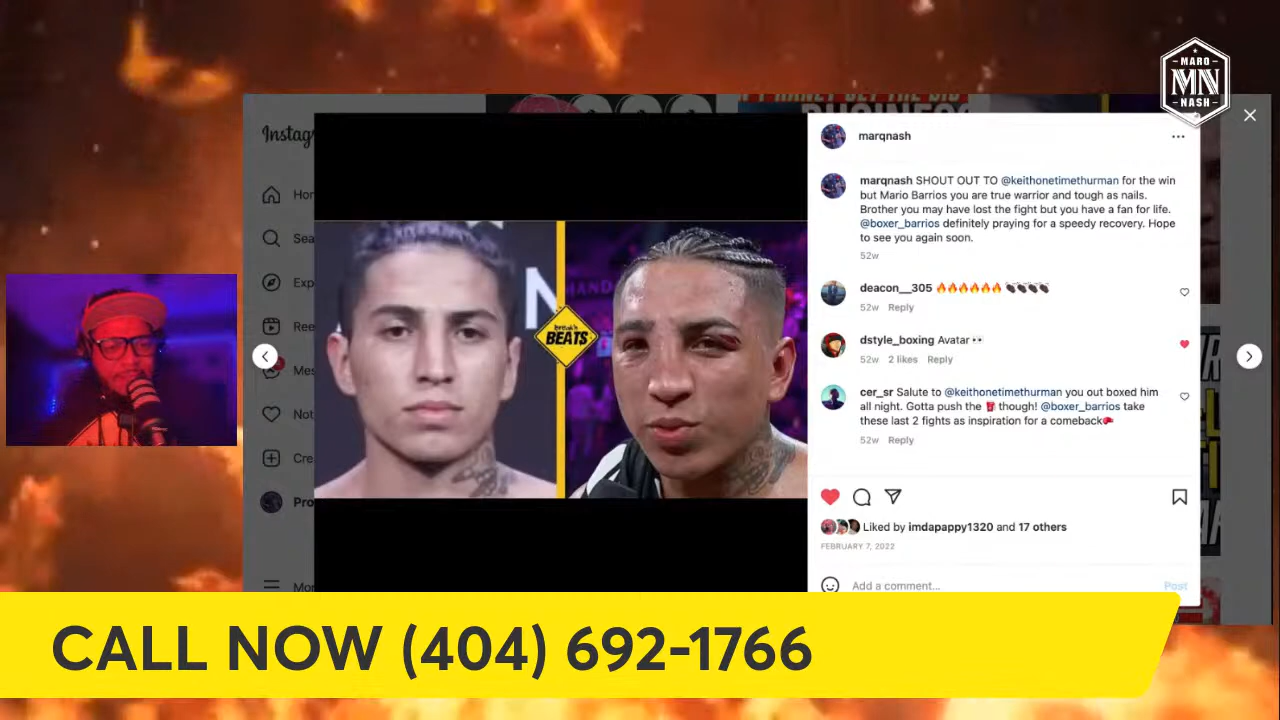 MARQ
MN
NASH
Instag
Hor
Sea
Exp
Ree
Mes
Not
Cre
Pro
Mor
BUSINESS
N
break'n
BEATS
MAND
marqnash
marqnash SHOUT OUT TO @keithonetimethurman for the win
but Mario Barrios you are true warrior and tough as nails.
Brother you may have lost the fight but you have a fan for life.
@boxer_barrios definitely praying for a speedy recovery. Hope
to see you again soon.
52w
deacon__305 🔥🔥🔥🔥🔥🔥 💣💣💣💣
52w Reply
dstyle_boxing Avatar 👀
52w 2 likes Reply
cer_sr Salute to @keithonetimethurman you out boxed him
all night. Gotta push the 🥤 though! @boxer_barrios take
these last 2 fights as inspiration for a comeback🥊
52w Reply
Liked by imdapappy1320 and 17 others
FEBRUARY 7, 2022
Add a comment...
Post
CALL NOW (404) 692-1766